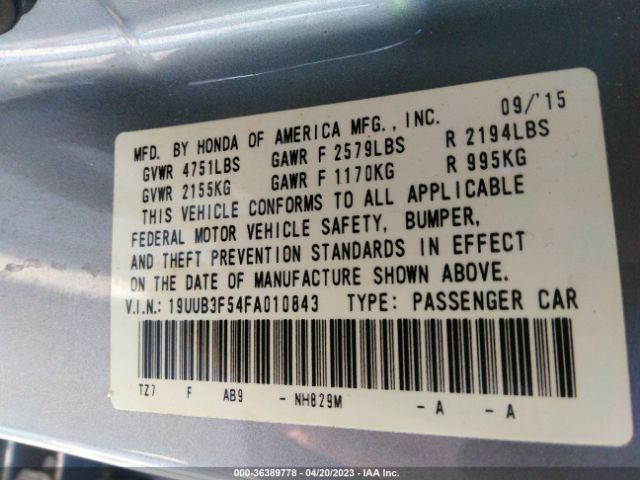 MFD. BY HONDA OF AMERICA MFG., INC. 09/'15
GVWR 4751LBS GAWR F 2579LBS R 2194LBS
GVWR 2155KG GAWR F 1170KG R 995KG
THIS VEHICLE CONFORMS TO ALL APPLICABLE
FEDERAL MOTOR VEHICLE SAFETY, BUMPER,
AND THEFT PREVENTION STANDARDS IN EFFECT
ON THE DATE OF MANUFACTURE SHOWN ABOVE.
V.I.N.: 19UUB3F54FA010843 TYPE: PASSENGER CAR
TZ7 F AB9 - NH829M - A - A
000-36389778 - 04/20/2023 - IAA Inc.